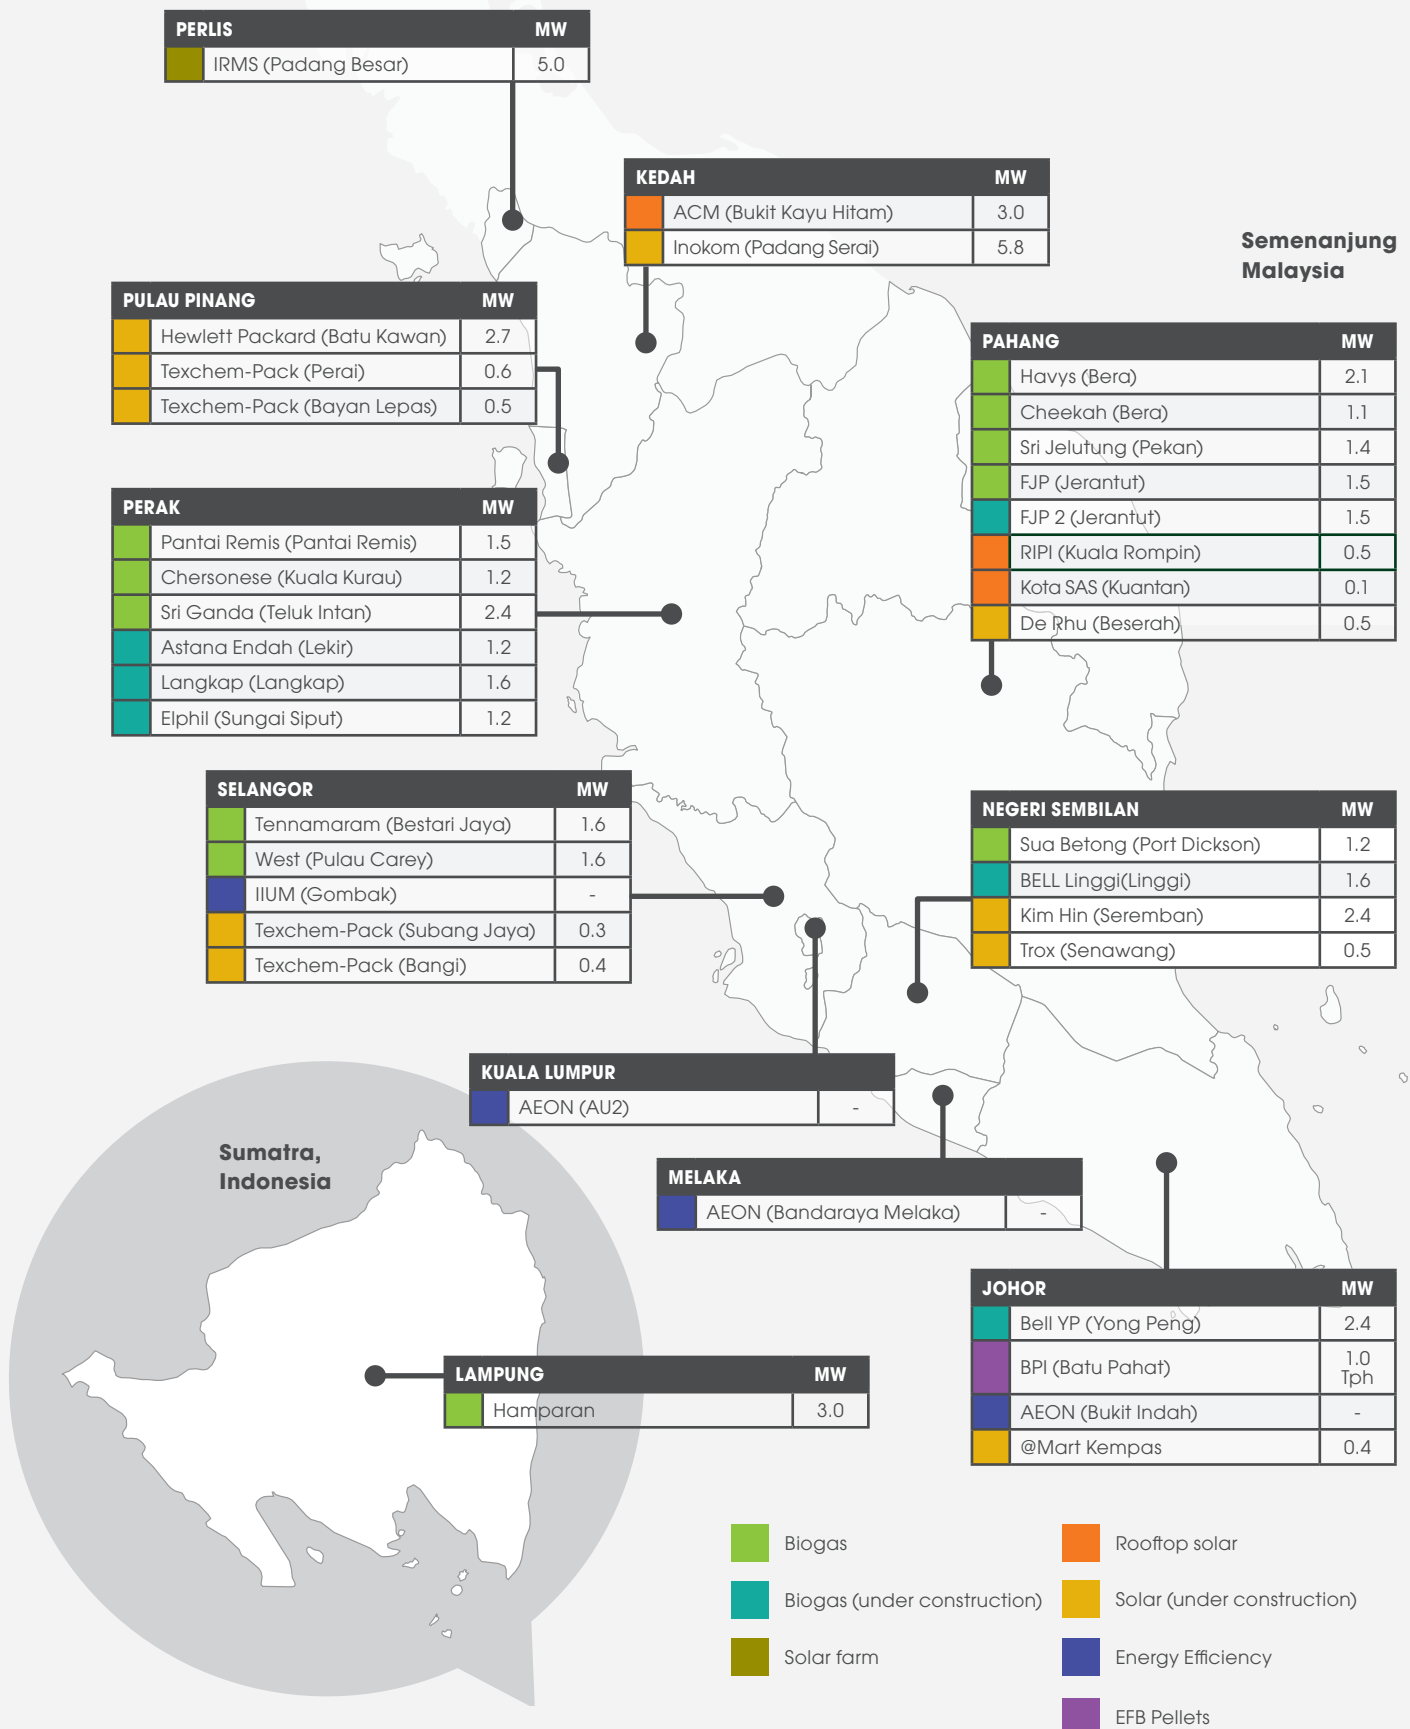 PERLIS MW
IRMS (Padang Besar) 5.0
KEDAH MW
ACM (Bukit Kayu Hitam) 3.0
Inokom (Padang Serai) 5.8
Semenanjung
Malaysia
PULAU PINANG MW
Hewlett Packard (Batu Kawan) 2.7
Texchem-Pack (Perai) 0.6
Texchem-Pack (Bayan Lepas) 0.5
PAHANG MW
Havys (Bera) 2.1
Cheekah (Bera) 1.1
Sri Jelutung (Pekan) 1.4
FJP (Jerantut) 1.5
FJP 2 (Jerantut) 1.5
RIPI (Kuala Rompin) 0.5
Kota SAS (Kuantan) 0.1
De Rhu (Beserah) 0.5
PERAK MW
Pantai Remis (Pantai Remis) 1.5
Chersonese (Kuala Kurau) 1.2
Sri Ganda (Teluk Intan) 2.4
Astana Endah (Lekir) 1.2
Langkap (Langkap) 1.6
Elphil (Sungai Siput) 1.2
SELANGOR MW
Tennamaram (Bestari Jaya) 1.6
West (Pulau Carey) 1.6
IIUM (Gombak) -
Texchem-Pack (Subang Jaya) 0.3
Texchem-Pack (Bangi) 0.4
NEGERI SEMBILAN MW
Sua Betong (Port Dickson) 1.2
BELL Linggi(Linggi) 1.6
Kim Hin (Seremban) 2.4
Trox (Senawang) 0.5
KUALA LUMPUR
AEON (AU2) -
Sumatra,
Indonesia
MELAKA
AEON (Bandaraya Melaka) -
JOHOR MW
Bell YP (Yong Peng) 2.4
BPI (Batu Pahat) 1.0
Tph
AEON (Bukit Indah) -
@Mart Kempas 0.4
LAMPUNG MW
Hamparan 3.0
Biogas
Biogas (under construction)
Solar farm
Rooftop solar
Solar (under construction)
Energy Efficiency
EFB Pellets